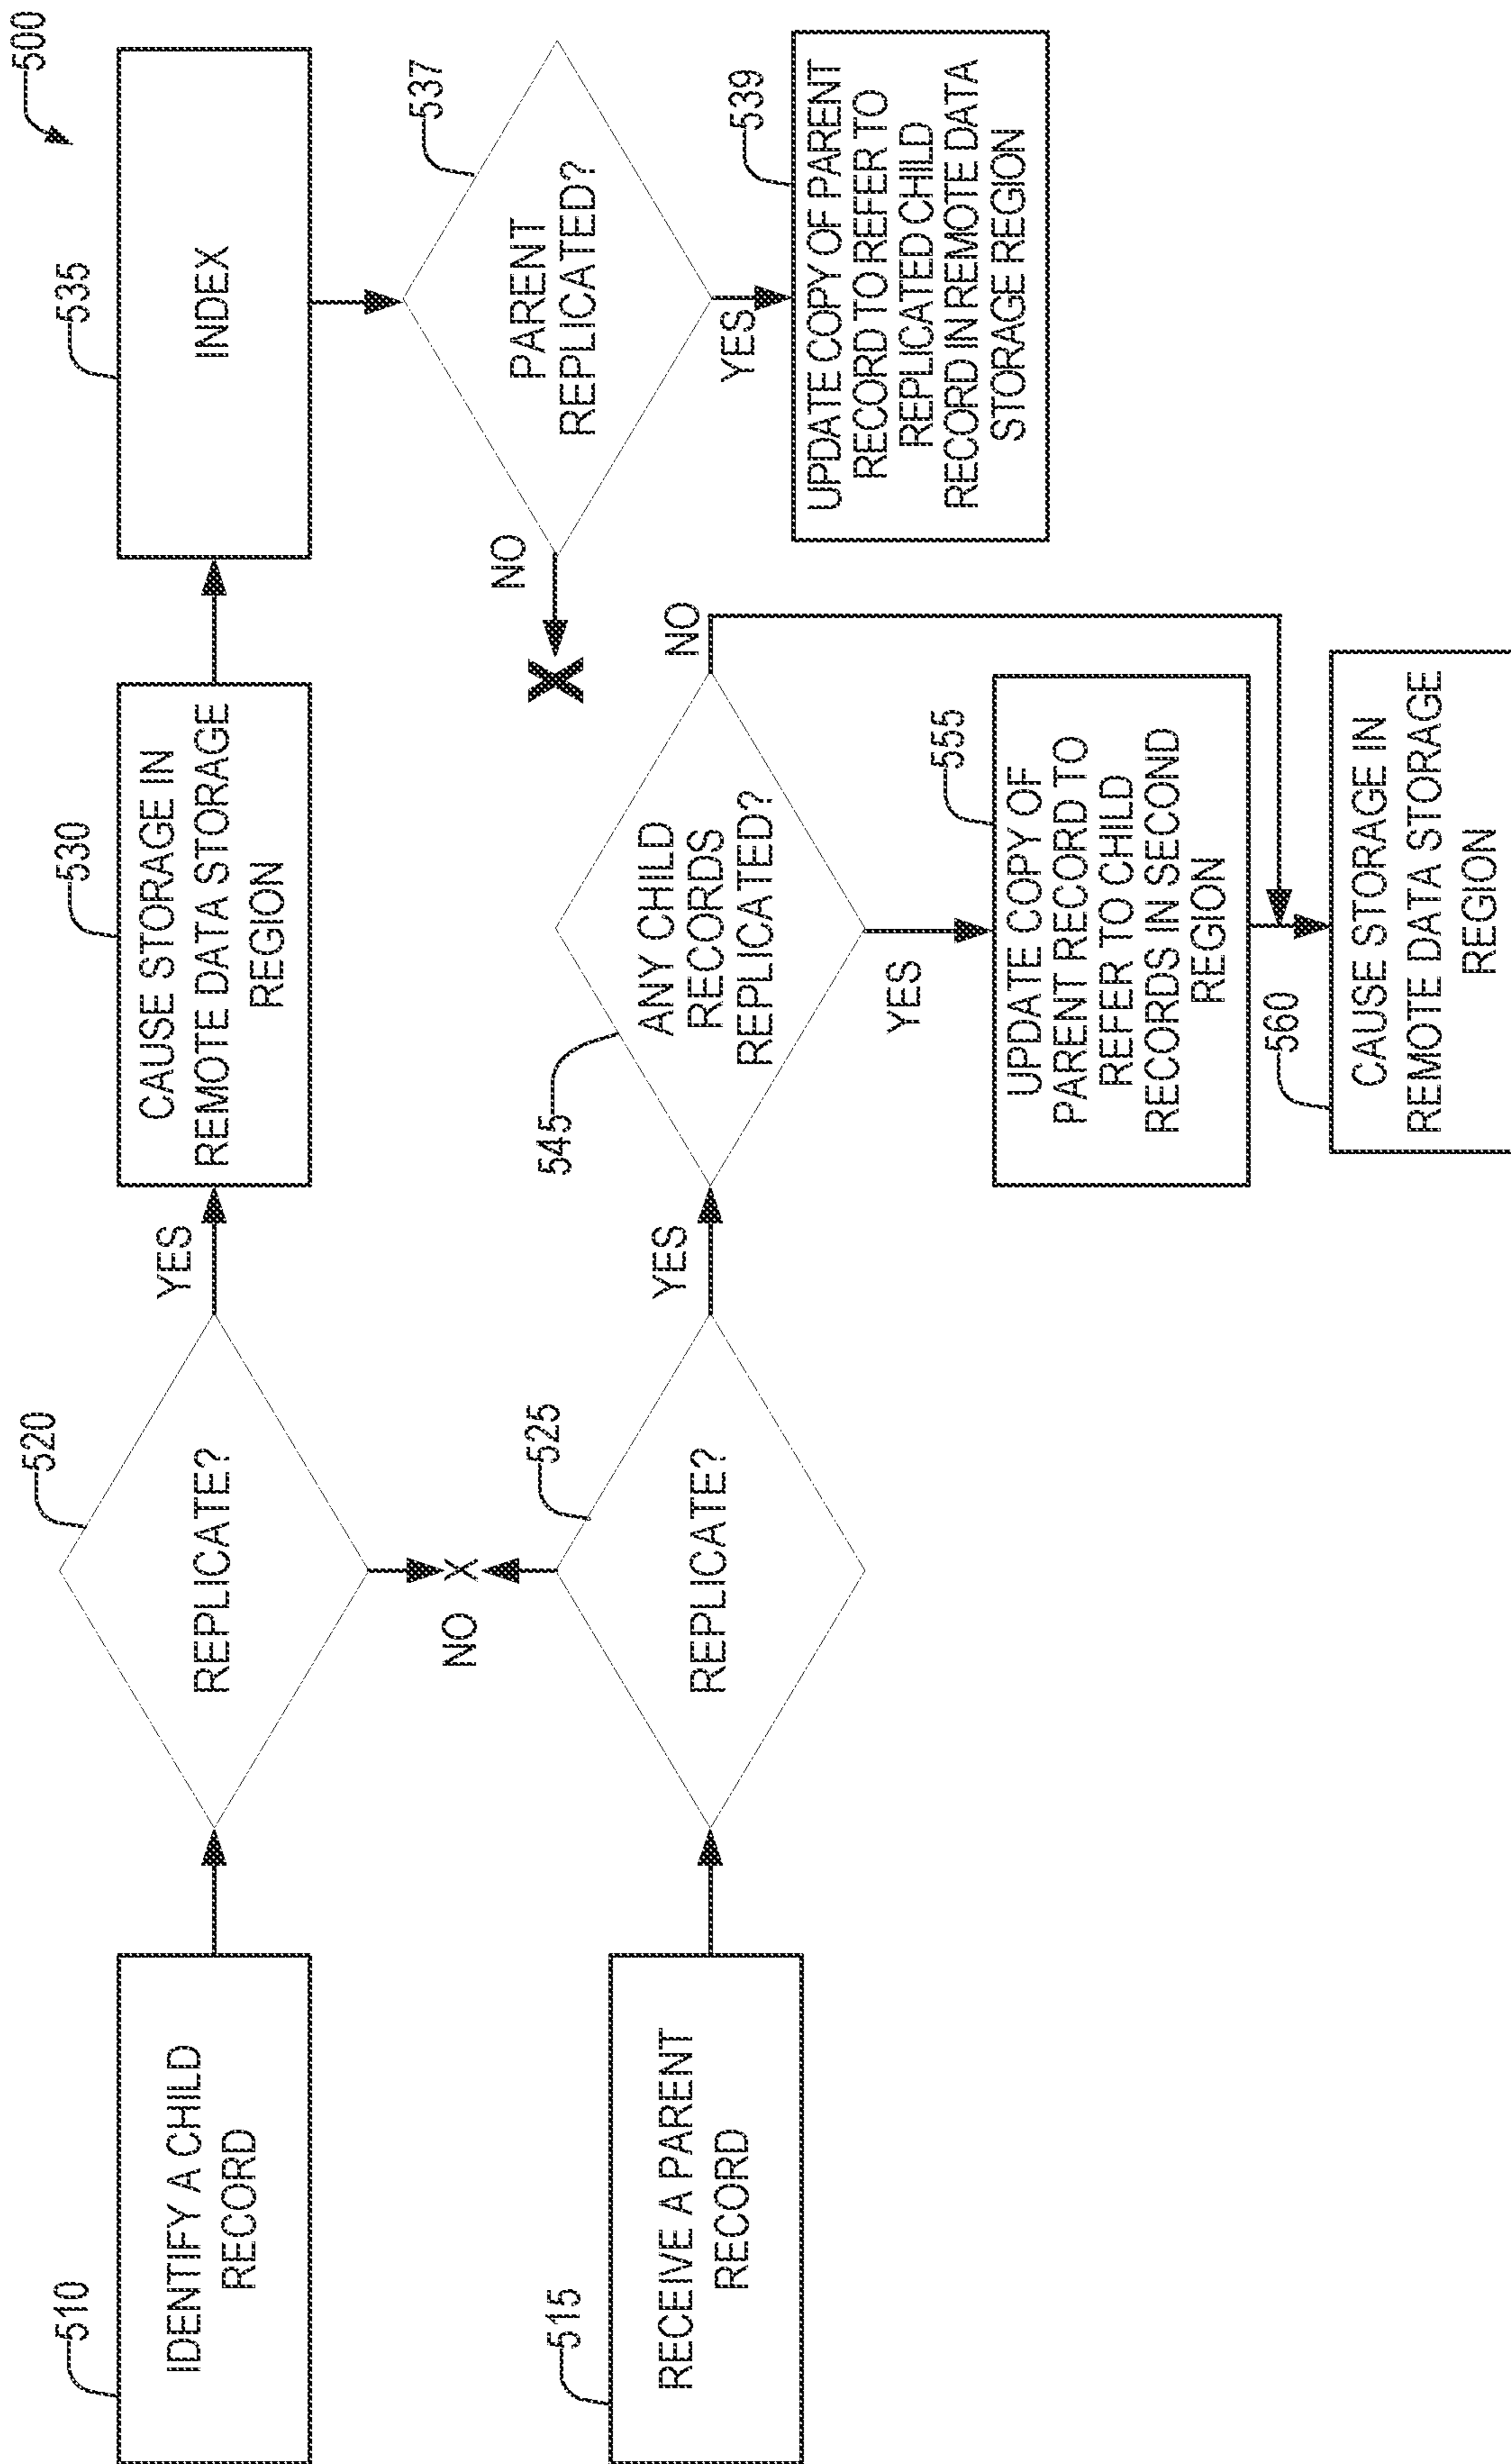 500
510
IDENTIFY A CHILD
RECORD
520
REPLICATE?
YES
530
CAUSE STORAGE IN
REMOTE DATA STORAGE
REGION
535
INDEX
537
PARENT
REPLICATED?
NO
X
YES
539
UPDATE COPY OF PARENT
RECORD TO REFER TO
REPLICATED CHILD
RECORD IN REMOTE DATA
STORAGE REGION
NO X
515
RECEIVE A PARENT
RECORD
525
REPLICATE?
YES
545
ANY CHILD
RECORDS
REPLICATED?
NO
YES
555
UPDATE COPY OF
PARENT RECORD TO
REFER TO CHILD
RECORDS IN SECOND
REGION
560
CAUSE STORAGE IN
REMOTE DATA STORAGE
REGION